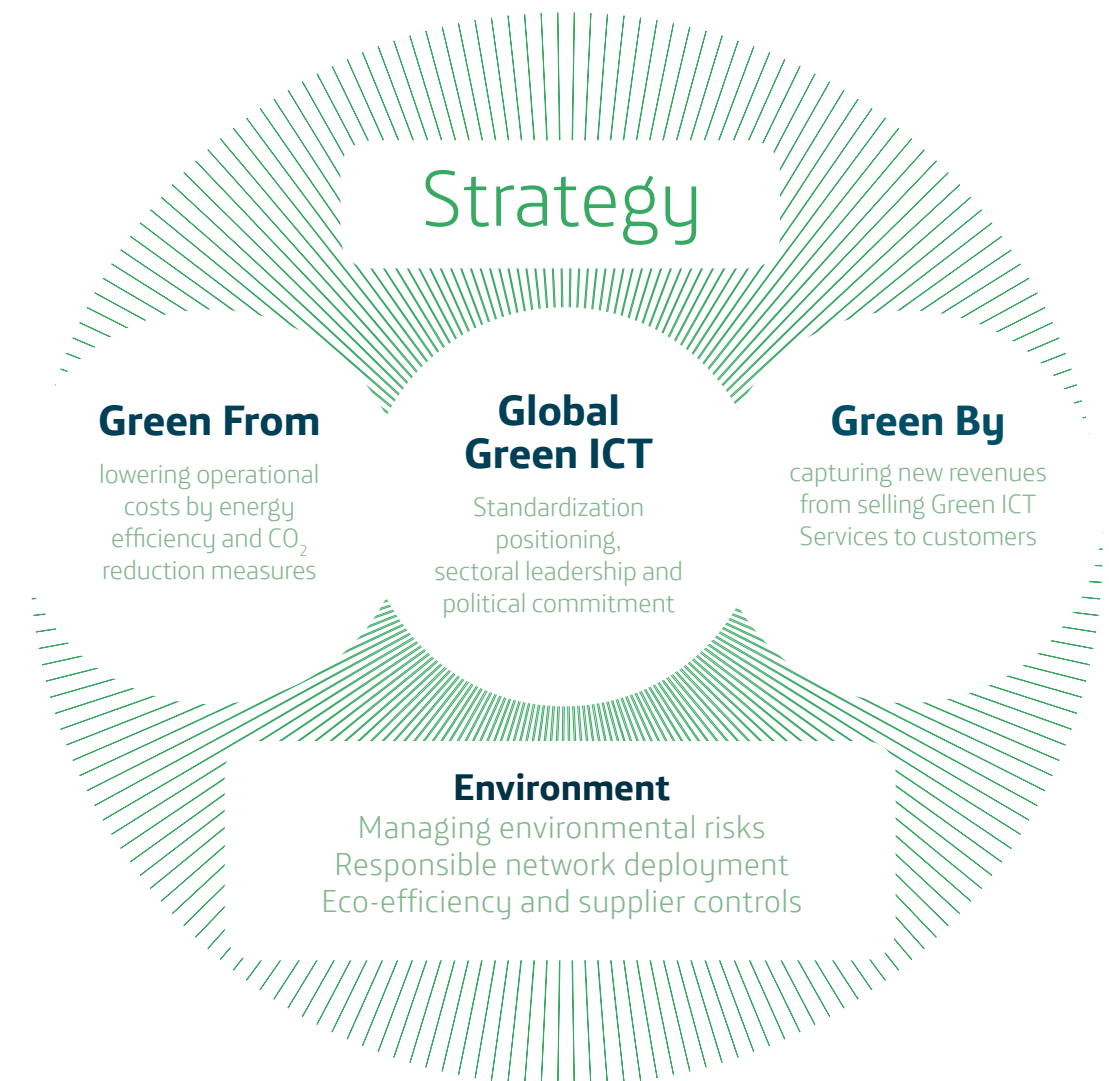 Strategy
Green From
lowering operational
costs by energy
efficiency and CO₂
reduction measures
Global
Green ICT
Standardization
positioning,
sectoral leadership and
political commitment
Green By
capturing new revenues
from selling Green ICT
Services to customers
Environment
Managing environmental risks
Responsible network deployment
Eco-efficiency and supplier controls